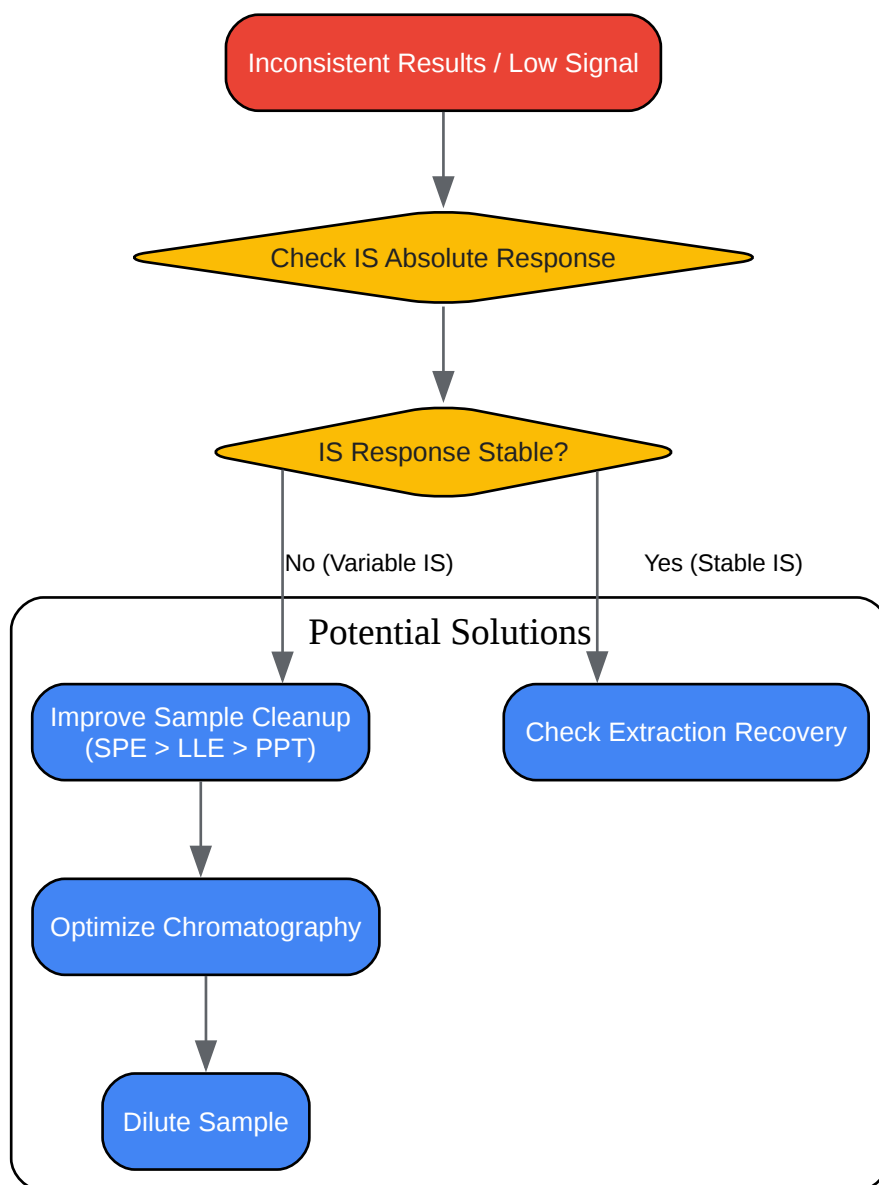 Inconsistent Results / Low Signal
Check IS Absolute Response
IS Response Stable?
No (Variable IS)
Yes (Stable IS)
Potential Solutions
Improve Sample Cleanup
(SPE > LLE > PPT)
Check Extraction Recovery
Optimize Chromatography
Dilute Sample